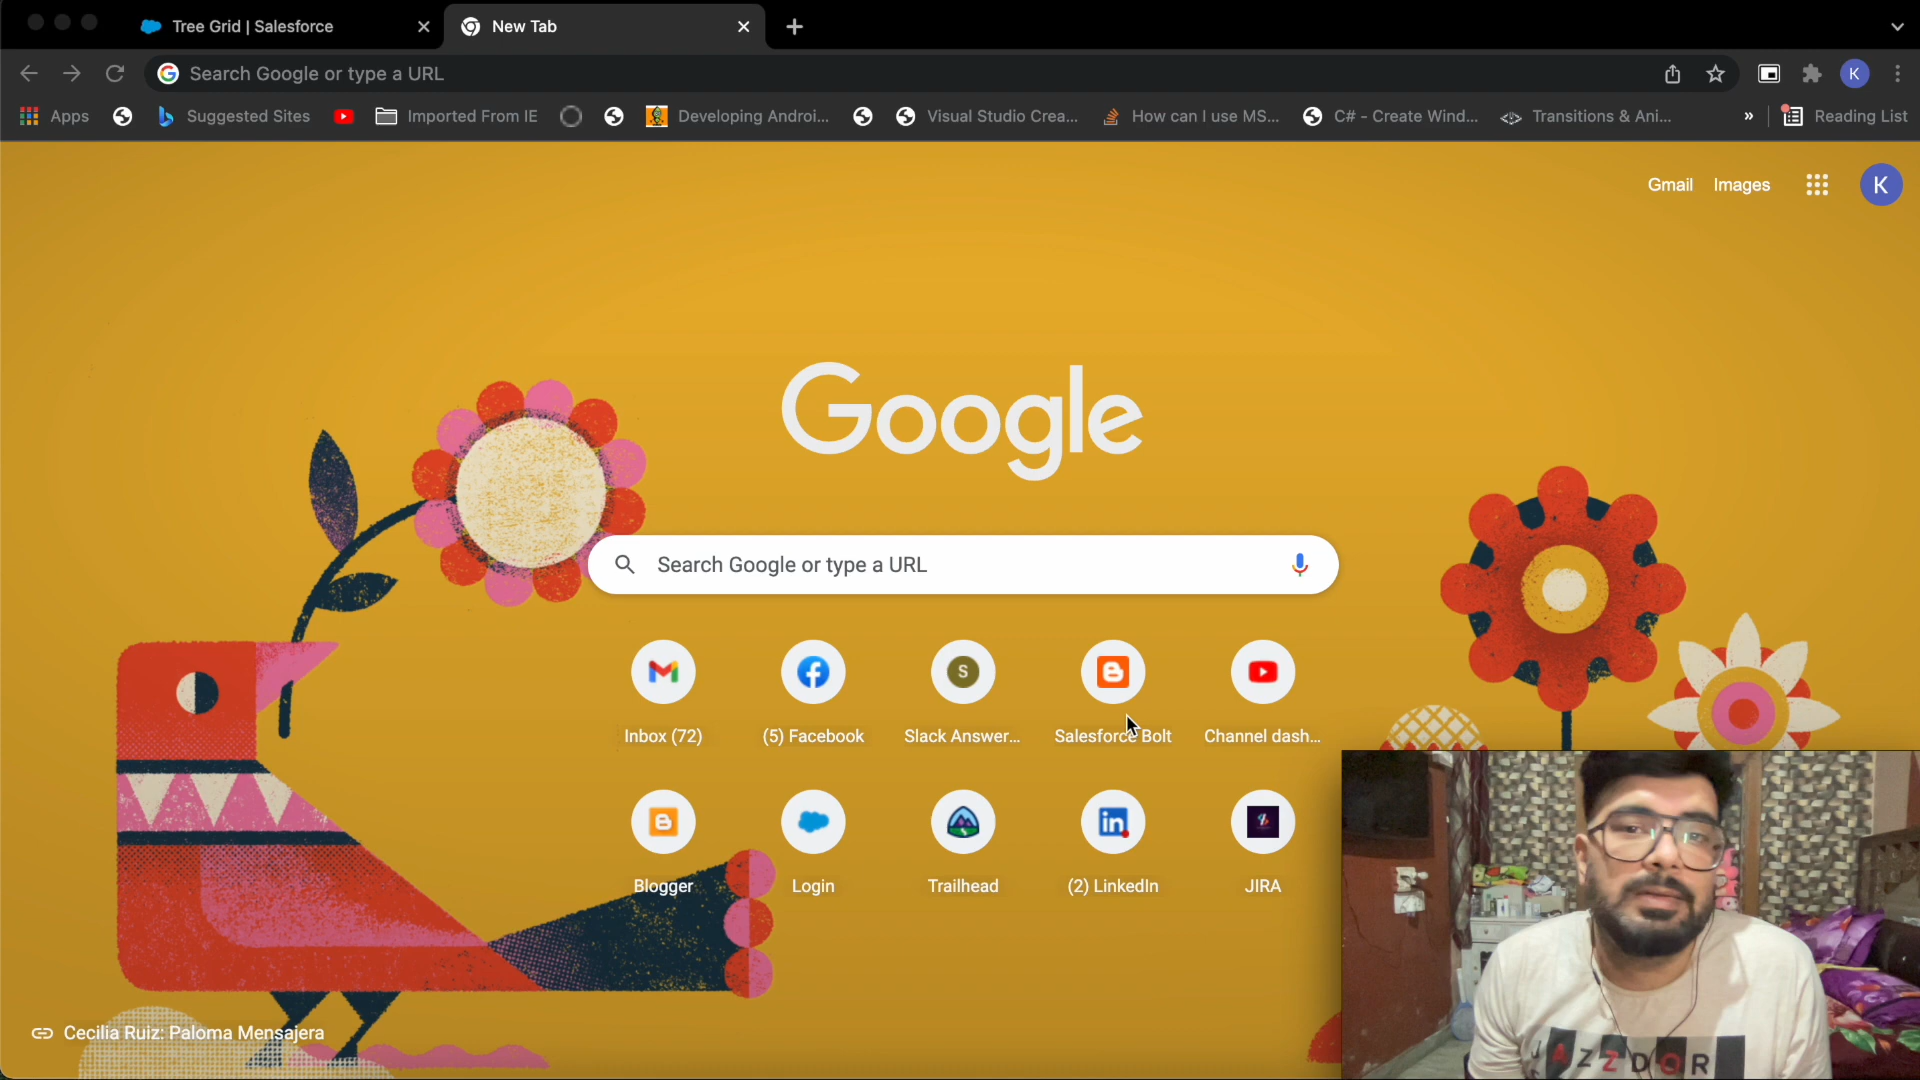 Tree Grid | Salesforce
New Tab
Search Google or type a URL
K
Apps
Suggested Sites
Imported From IE
Developing Androi...
Visual Studio Crea...
How can I use MS...
C# - Create Wind...
Transitions & Ani...
»
Reading List
Gmail
Images
K
Google
Search Google or type a URL
S
Inbox (72)
(5) Facebook
Slack Answer...
Salesforce Bolt
Channel dash...
in
Blogger
Login
Trailhead
(2) LinkedIn
JIRA
Cecilia Ruiz: Paloma Mensajera
JAZZDOR